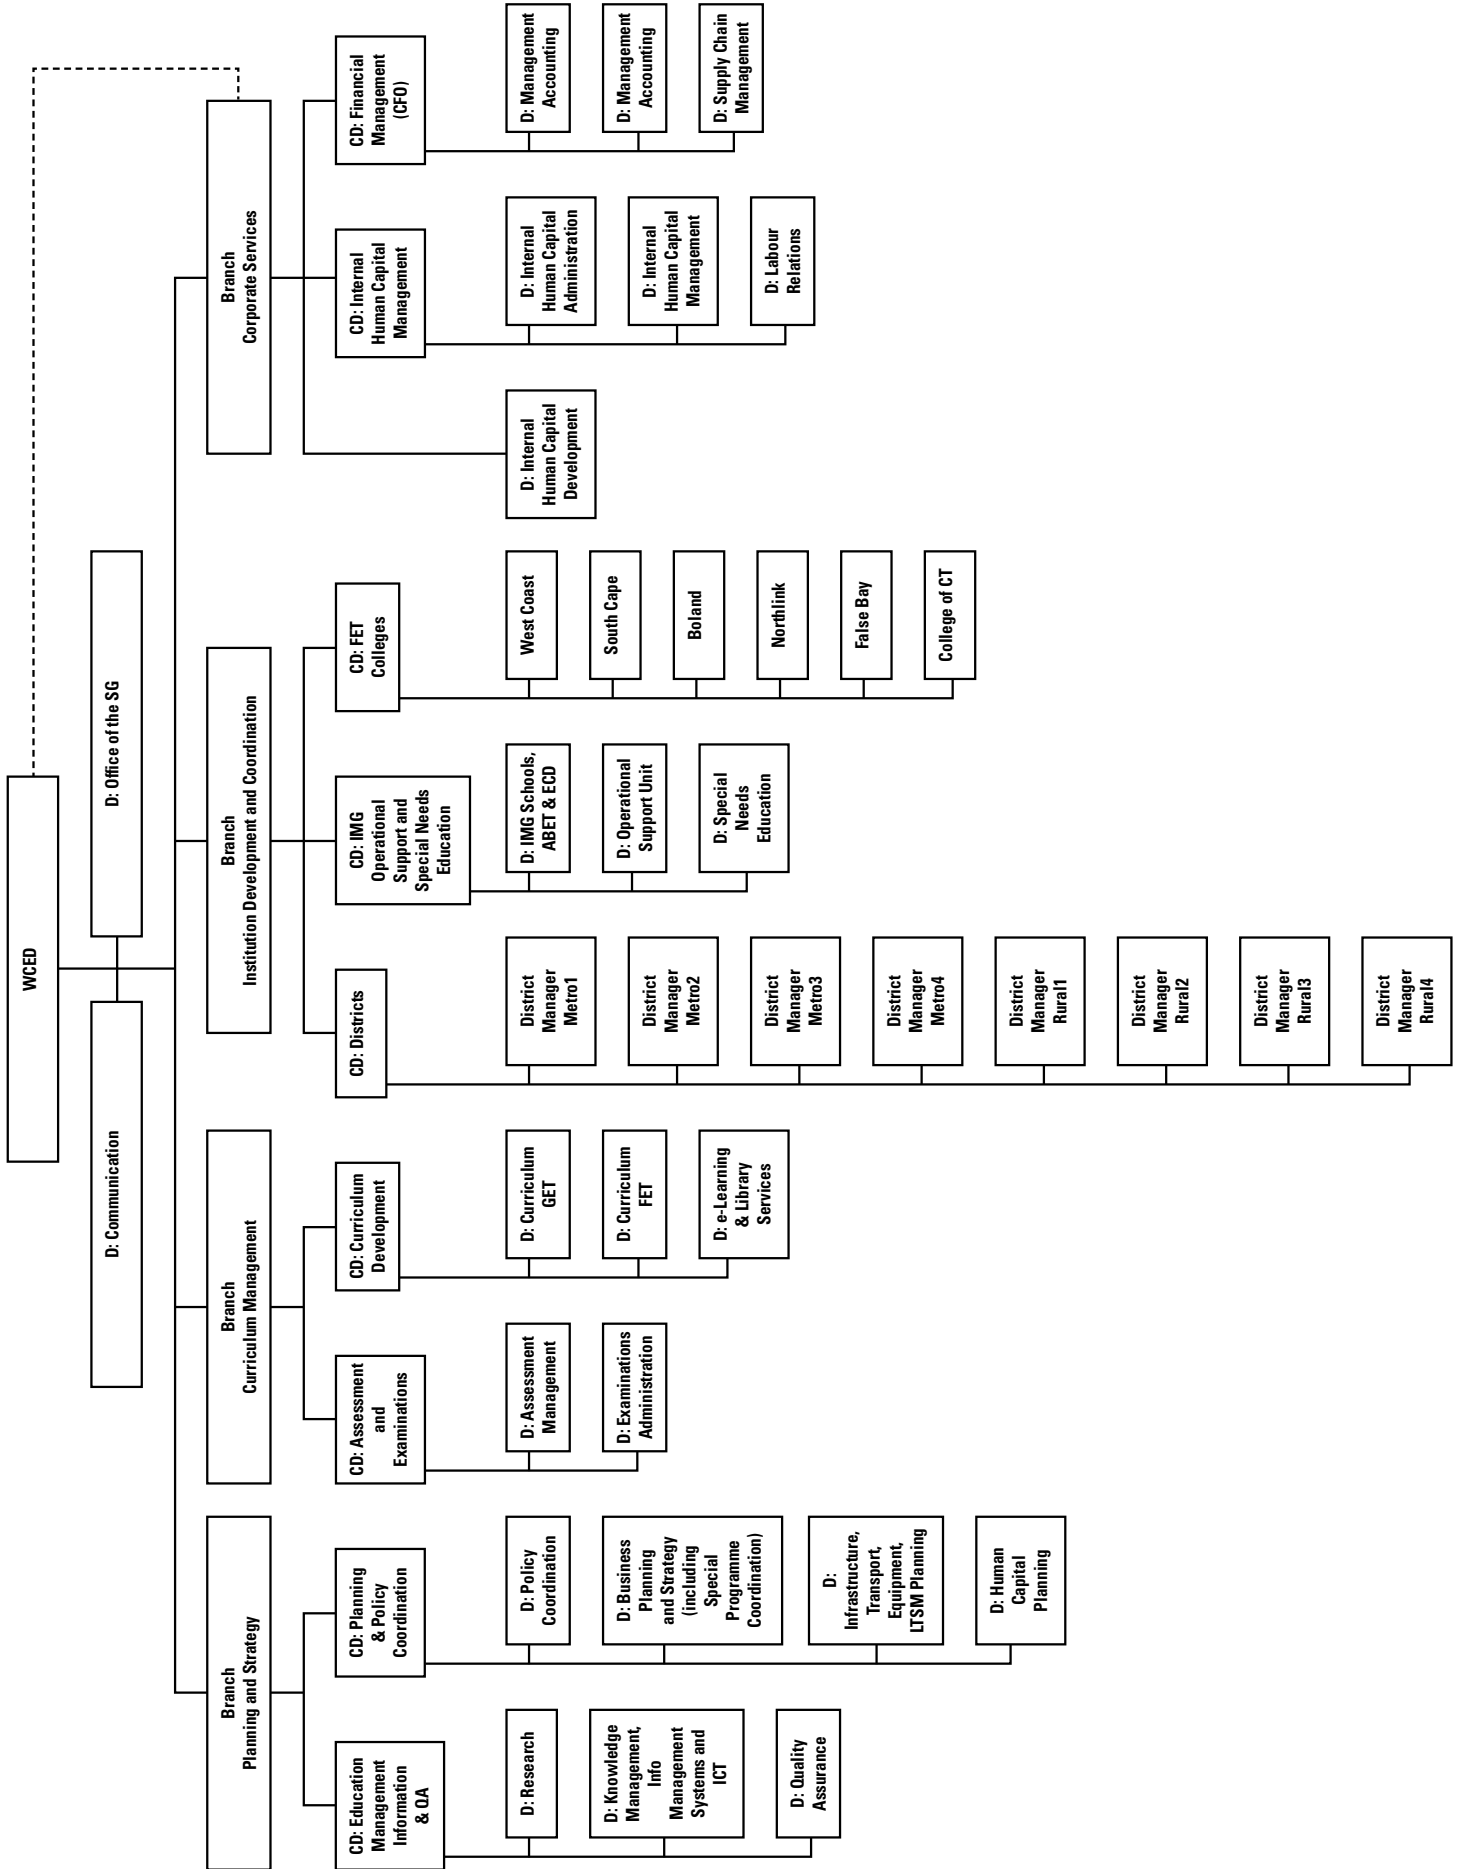 WCED
D: Communication
D: Office of the SG
Branch
Planning and Strategy
CD: Education
Management
Information
& QA
D: Research
D: Knowledge
Management,
Info
Management
Systems and
ICT
D: Quality
Assurance
CD: Planning
& Policy
Coordination
D: Policy
Coordination
D: Business
Planning
and Strategy
(including
Special
Programme
Coordination)
D:
Infrastructure,
Transport,
Equipment,
LTSM Planning
D: Human
Capital
Planning
Branch
Curriculum Management
CD: Assessment
and
Examinations
D: Assessment
Management
D: Examinations
Administration
CD: Curriculum
Development
D: Curriculum
GET
D: Curriculum
FET
D: e-Learning
& Library
Services
Branch
Institution Development and Coordination
CD: Districts
District
Manager
Metro1
District
Manager
Metro2
District
Manager
Metro3
District
Manager
Metro4
District
Manager
Rural1
District
Manager
Rural2
District
Manager
Rural3
District
Manager
Rural4
CD: IMG
Operational
Support and
Special Needs
Education
D: IMG Schools,
ABET & ECD
D: Operational
Support Unit
D: Special
Needs
Education
CD: FET
Colleges
West Coast
South Cape
Boland
Northlink
False Bay
College of CT
Branch
Corporate Services
D: Internal
Human Capital
Development
CD: Internal
Human Capital
Management
D: Internal
Human Capital
Administration
D: Internal
Human Capital
Management
D: Labour
Relations
CD: Financial
Management
(CFO)
D: Management
Accounting
D: Management
Accounting
D: Supply Chain
Management